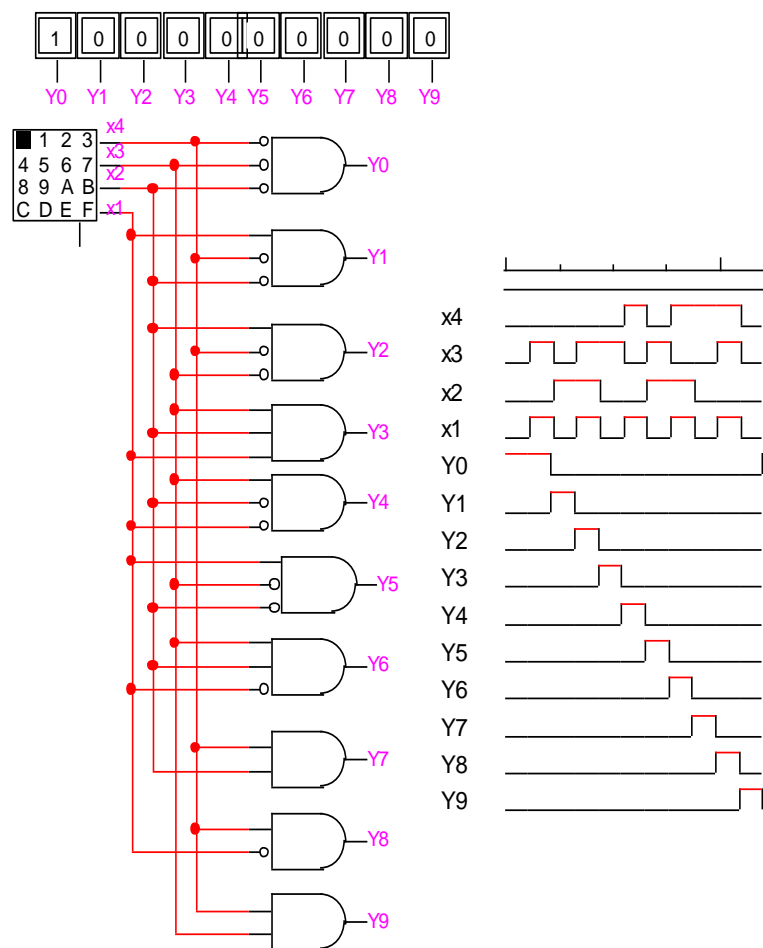 1 0 0 0 0 0 0 0 0 0
Y0 Y1 Y2 Y3 Y4 Y5 Y6 Y7 Y8 Y9
1 2 3 x4
4 5 6 7 x3
8 9 A B x2
C D E F x1
Y0
Y1
Y2
Y3
Y4
Y5
Y6
Y7
Y8
Y9
x4
x3
x2
x1
Y0
Y1
Y2
Y3
Y4
Y5
Y6
Y7
Y8
Y9